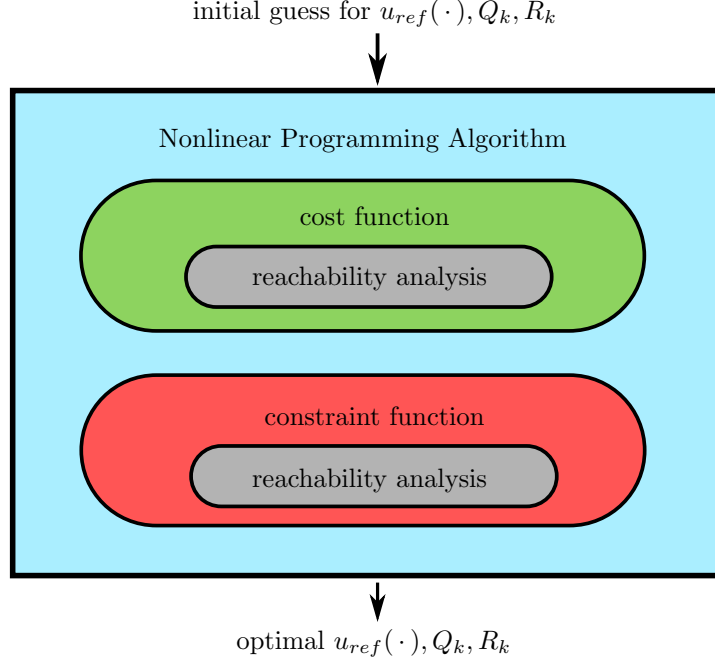 initial guess for $u_{ref}(\cdot), Q_k, R_k$
Nonlinear Programming Algorithm
cost function
reachability analysis
constraint function
reachability analysis
optimal $u_{ref}(\cdot), Q_k, R_k$